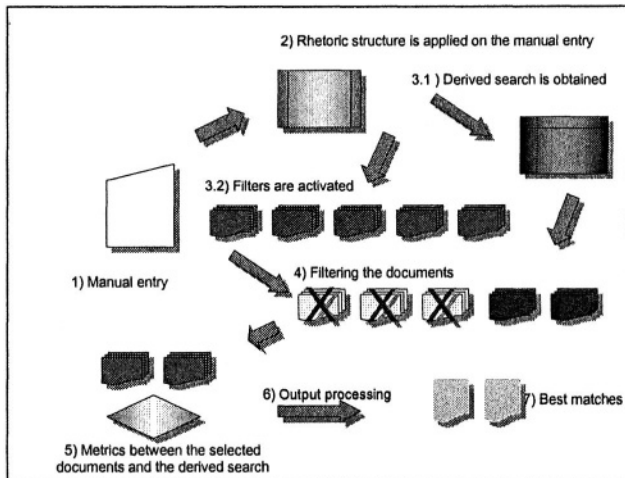 2) Rhetoric structure is applied on the manual entry
3.1 ) Derived search is obtained
3.2) Filters are activated
1) Manual entry
4) Filtering the documents
6) Output processing
7) Best matches
5) Metrics between the selected
documents and the derived search